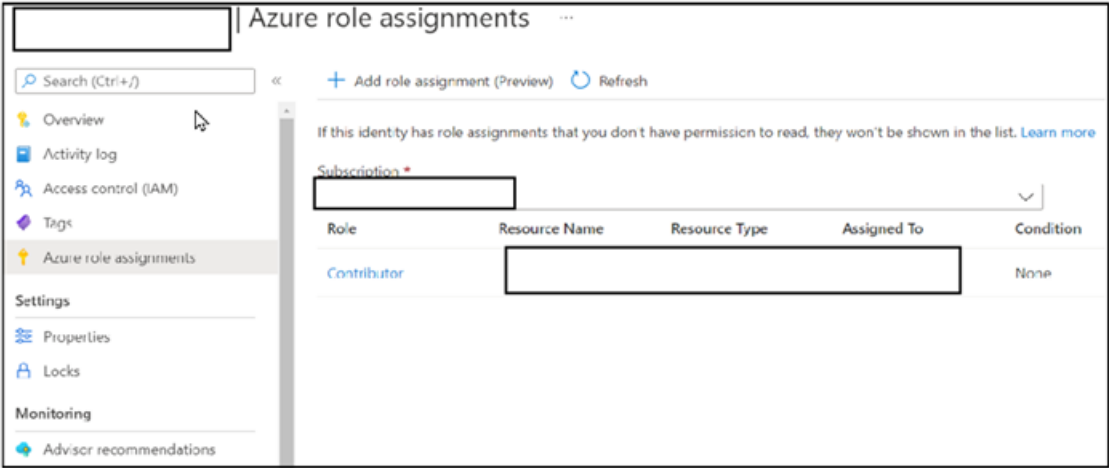 | Azure role assignments ...
Search (Ctrl+/)
«
Overview
Activity log
Access control (IAM)
Tags
Azure role assignments
Settings
Properties
Locks
Monitoring
Advisor recommendations
+ Add role assignment (Preview) Refresh
If this identity has role assignments that you don't have permission to read, they won't be shown in the list. Learn more
Subscription *
Role Resource Name Resource Type Assigned To Condition
Contributor None